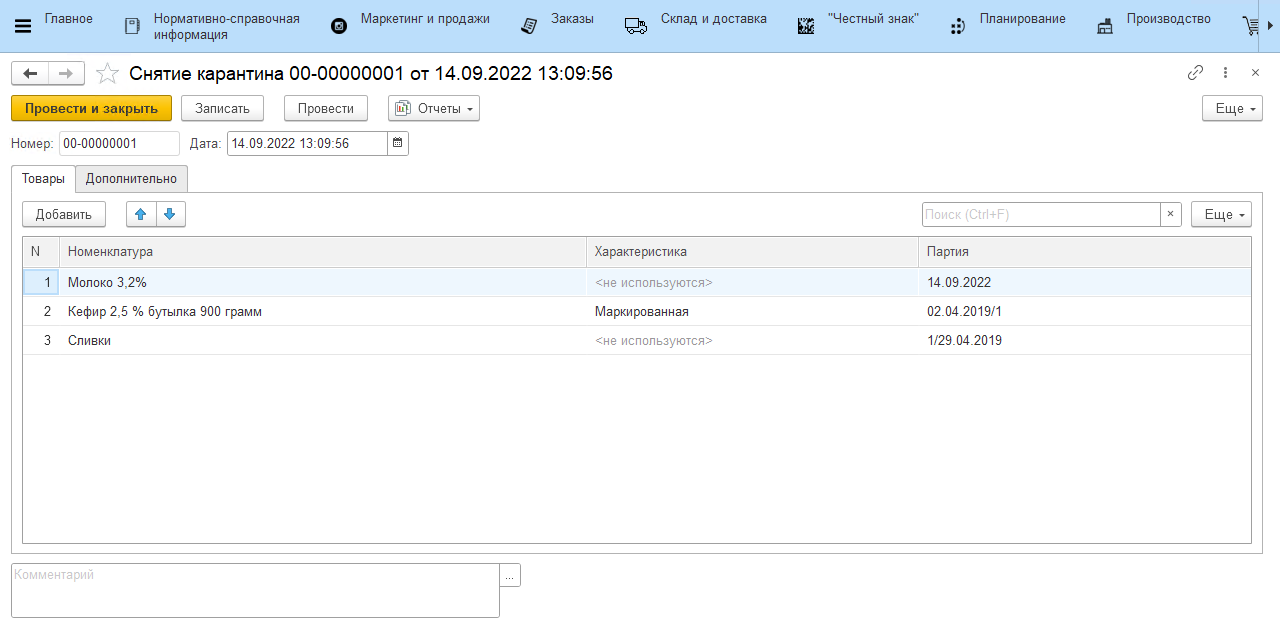 Главное
Нормативно-справочная
информация
Маркетинг и продажи
Заказы
Склад и доставка
"Честный знак"
Планирование
Производство
Снятие карантина 00-00000001 от 14.09.2022 13:09:56
Провести и закрыть
Записать
Провести
Отчеты
Еще
Номер: 00-00000001
Дата: 14.09.2022 13:09:56
Товары
Дополнительно
Добавить
Поиск (Ctrl+F)
×
Еще
N Номенклатура Характеристика Партия
1 Молоко 3,2% <не используются> 14.09.2022
2 Кефир 2,5 % бутылка 900 грамм Маркированная 02.04.2019/1
3 Сливки <не используются> 1/29.04.2019
Комментарий
...